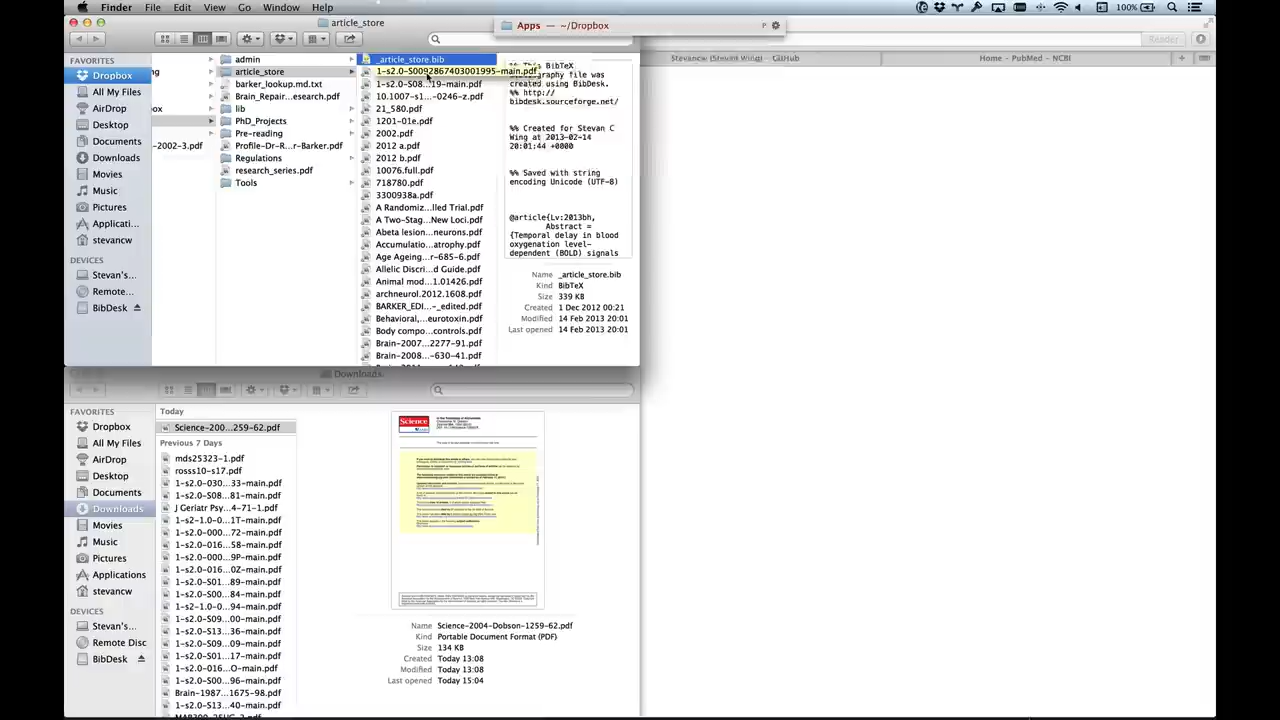 Finder File Edit View Go Window Help 100%
article_store
Apps — ~/Dropbox
Reader
Stevancw (Stevan Wing) · GitHub
Home - PubMed - NCBI
FAVORITES
Dropbox
All My Files
AirDrop
Desktop
Documents
Downloads
Movies
Music
Pictures
Applicati...
stevancw
DEVICES
Stevan's...
Remote...
BibDesk
-2002-3.pdf
admin
article_store
barker_lookup.md.txt
Brain_Repair...esearch.pdf
lib
PhD_Projects
Pre-reading
Profile-Dr-R...r-Barker.pdf
Regulations
research_series.pdf
Tools
_article_store.bib
1-s2.0-S0092867403001995-main.pdf
1-s2.0-S08...19-main.pdf
10.1007-s1...-0246-z.pdf
21_580.pdf
1201-01e.pdf
2002.pdf
2012 a.pdf
2012 b.pdf
10076.full.pdf
718780.pdf
3300938a.pdf
A Randomiz...lled Trial.pdf
A Two-Stag...New Loci.pdf
Abeta lesion...neurons.pdf
Accumulatio...atrophy.pdf
Age Ageing...r-685-6.pdf
Allelic Discri...d Guide.pdf
Animal mod...1.01426.pdf
archneurol.2012.1608.pdf
BARKER_EDI...-_edited.pdf
Behavioral,...eurotoxin.pdf
Body compo...controls.pdf
Brain-2007...2277-91.pdf
Brain-2008...-630-41.pdf
%% This BibTeX
bibliography file was
created using BibDesk.
%% http://
bibdesk.sourceforge.net/
%% Created for Stevan C
Wing at 2013-02-14
20:01:44 +0000
%% Saved with string
encoding Unicode (UTF-8)
@article{Lv:2013bh,
Abstract =
{Temporal delay in blood
oxygenation level-
dependent (BOLD) signals
Name _article_store.bib
Kind BibTeX
Size 339 KB
Created 1 Dec 2012 00:21
Modified 14 Feb 2013 20:01
Last opened 14 Feb 2013 20:01
Downloads
FAVORITES
Dropbox
All My Files
AirDrop
Desktop
Documents
Downloads
Movies
Music
Pictures
Applications
stevancw
DEVICES
Stevan's...
Remote Disc
BibDesk
Today
Science-200...259-62.pdf
Previous 7 Days
mds25323-1.pdf
rosss10-s17.pdf
1-s2.0-030...33-main.pdf
1-s2.0-S08...81-main.pdf
J Geriatr Psy...4-71-1.pdf
1-s2.0-1.0-0...1T-main.pdf
1-s2.0-000...72-main.pdf
1-s2.0-016...58-main.pdf
1-s2.0-000...9P-main.pdf
1-s2.0-016...0Z-main.pdf
1-s2.0-S01...89-main.pdf
1-s2.0-S00...84-main.pdf
1-s2-1.0-0...94-main.pdf
1-s2.0-S09...00-main.pdf
1-s2.0-S13...36-main.pdf
1-s2.0-S09...09-main.pdf
1-s2.0-S01...17-main.pdf
1-s2.0-016...O-main.pdf
Brain-1987...1675-98.pdf
1-s2.0-S13...40-main.pdf
Science
Name Science-2004-Dobson-1259-62.pdf
Kind Portable Document Format (PDF)
Size 134 KB
Created Today 13:08
Modified Today 13:08
Last opened Today 15:04